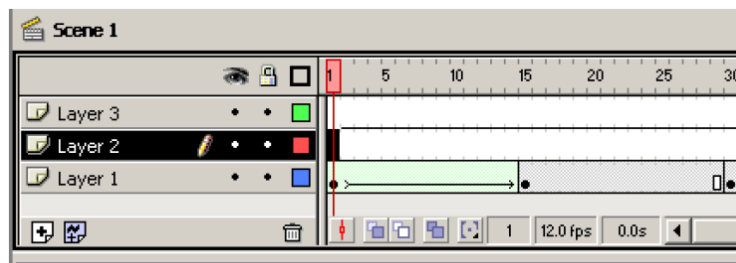 Scene 1
1 5 10 15 20 25 30
Layer 3
Layer 2
Layer 1
1 12.0 fps 0.0s